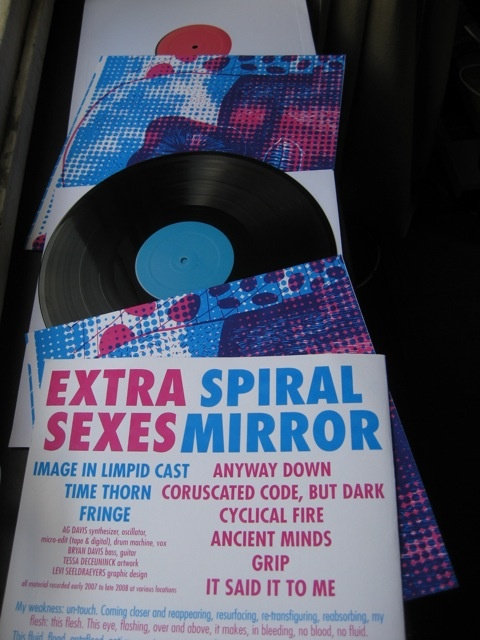 EXTRA SPIRAL
SEXES MIRROR
IMAGE IN LIMPID CAST
TIME THORN
FRINGE
AG DAVIS synthesizer, oscillator,
micro-edit (tape & digital), drum machine, vox
BRYAN DAVIS bass, guitar
TESSA DECEUNINCK artwork
LEVI SEELDRAEYERS graphic design
all material recorded early 2007 to late 2008 at various locations
ANYWAY DOWN
CORUSCATED CODE, BUT DARK
CYCLICAL FIRE
ANCIENT MINDS
GRIP
IT SAID IT TO ME
My weakness: un-touch. Coming closer and reappearing, resurfacing, re-transfiguring, reabsorbing, my
flesh: this flesh. This eye, flashing, over and above, it makes, in bleeding, no blood, no fluid.
This fluid, flood,